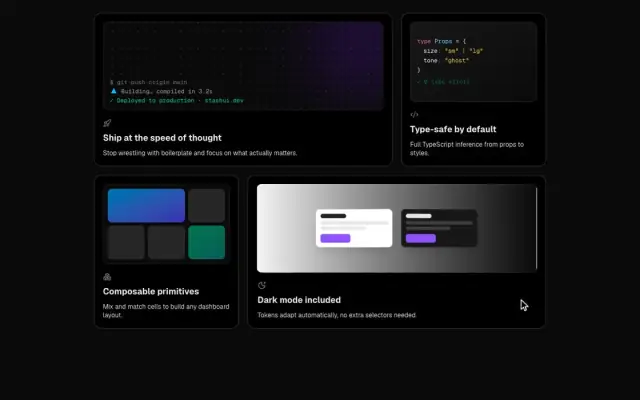 $ git push origin main
▲ Building… compiled in 3.2s
✓ Deployed to production · stashui.dev
Ship at the speed of thought
Stop wrestling with boilerplate and focus on what actually matters.
type Props = {
size: "sm" | "lg"
tone: "ghost"
}
Type-safe by default
Full TypeScript inference from props to
styles.
Composable primitives
Mix and match cells to build any dashboard
layout.
Dark mode included
Tokens adapt automatically, no extra selectors needed.